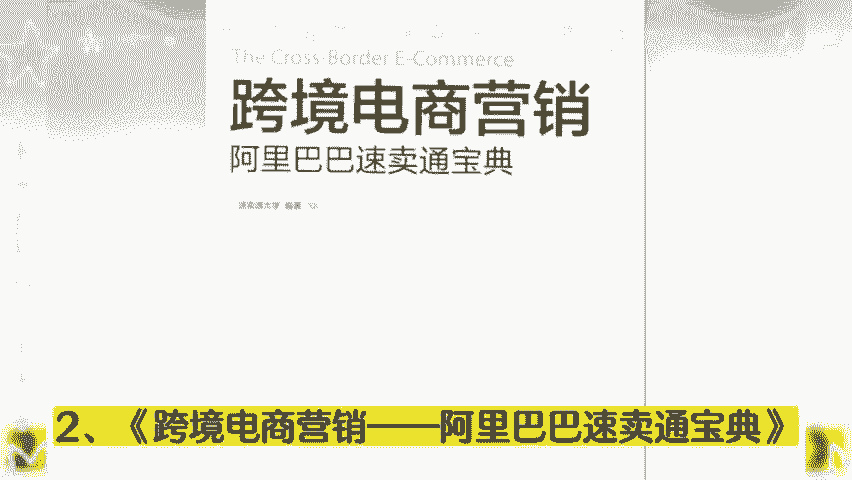 The Cross-Border E-Commerce
跨境电商营销
阿里巴巴速卖通宝典
速卖通大学 编著
2、《跨境电商营销——阿里巴巴速卖通宝典》